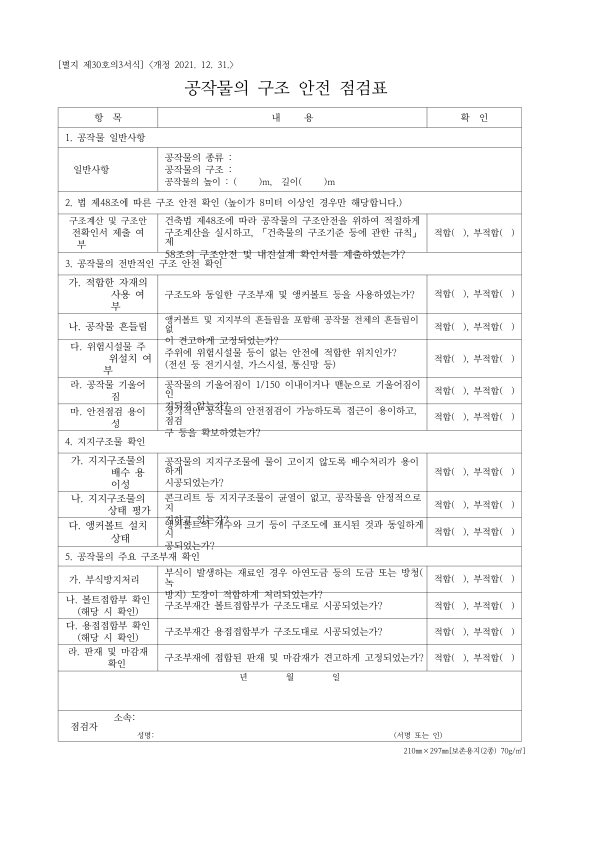 [별지 제30호의3서식] <개정 2021. 12. 31.>
공작물의 구조 안전 점검표
항 목 내 용 확 인
1. 공작물 일반사항
일반사항
공작물의 종류 :
공작물의 구조 :
공작물의 높이 : ( )m, 길이( )m
2. 법 제48조에 따른 구조 안전 확인 (높이가 8미터 이상인 경우만 해당합니다.)
구조계산 및 구조안
전확인서 제출 여
부
건축법 제48조에 따라 공작물의 구조안전을 위하여 적절하게
구조계산을 실시하고, 「건축물의 구조기준 등에 관한 규칙」
제
58조의 구조안전 및 내진설계 확인서를 제출하였는가?
적합( ), 부적합( )
3. 공작물의 전반적인 구조 안전 확인
가. 적합한 자재의
사용 여
부
구조도와 동일한 구조부재 및 앵커볼트 등을 사용하였는가?
적합( ), 부적합( )
나. 공작물 흔들림
앵커볼트 및 지지부의 흔들림을 포함해 공작물 전체의 흔들림이
없
이 견고하게 고정되었는가?
적합( ), 부적합( )
다. 위험시설물 주
위설치 여
부
주위에 위험시설물 등이 없는 안전에 적합한 위치인가?
(전선 등 전기시설, 가스시설, 통신망 등)
적합( ), 부적합( )
라. 공작물 기울어
짐
공작물의 기울어짐이 1/150 이내이거나 맨눈으로 기울어짐이
인
지되지 않는가?
적합( ), 부적합( )
마. 안전점검 용이
성
정기적인 공작물의 안전점검이 가능하도록 접근이 용이하고,
점검
구 등을 확보하였는가?
적합( ), 부적합( )
4. 지지구조물 확인
가. 지지구조물의
배수 용
이성
공작물의 지지구조물에 물이 고이지 않도록 배수처리가 용이
하게
시공되었는가?
적합( ), 부적합( )
나. 지지구조물의
상태 평가
콘크리트 등 지지구조물이 균열이 없고, 공작물을 안정적으로
지
지하고 있는가?
적합( ), 부적합( )
다. 앵커볼트 설치
상태
앵커볼트의 개수와 크기 등이 구조도에 표시된 것과 동일하게
시
공되었는가?
적합( ), 부적합( )
5. 공작물의 주요 구조부재 확인
가. 부식방지처리
부식이 발생하는 재료인 경우 아연도금 등의 도금 또는 방청(
녹
방지) 도장이 적합하게 처리되었는가?
적합( ), 부적합( )
나. 볼트접합부 확인
(해당 시 확인)
구조부재간 볼트접합부가 구조도대로 시공되었는가?
적합( ), 부적합( )
다. 용접접합부 확인
(해당 시 확인)
구조부재간 용접접합부가 구조도대로 시공되었는가?
적합( ), 부적합( )
라. 판재 및 마감재
확인
구조부재에 접합된 판재 및 마감재가 견고하게 고정되었는가?
적합( ), 부적합( )
년 월 일
점검자
소속:
성명: (서명 또는 인)
210㎜×297㎜[보존용지(2종) 70g/㎡]